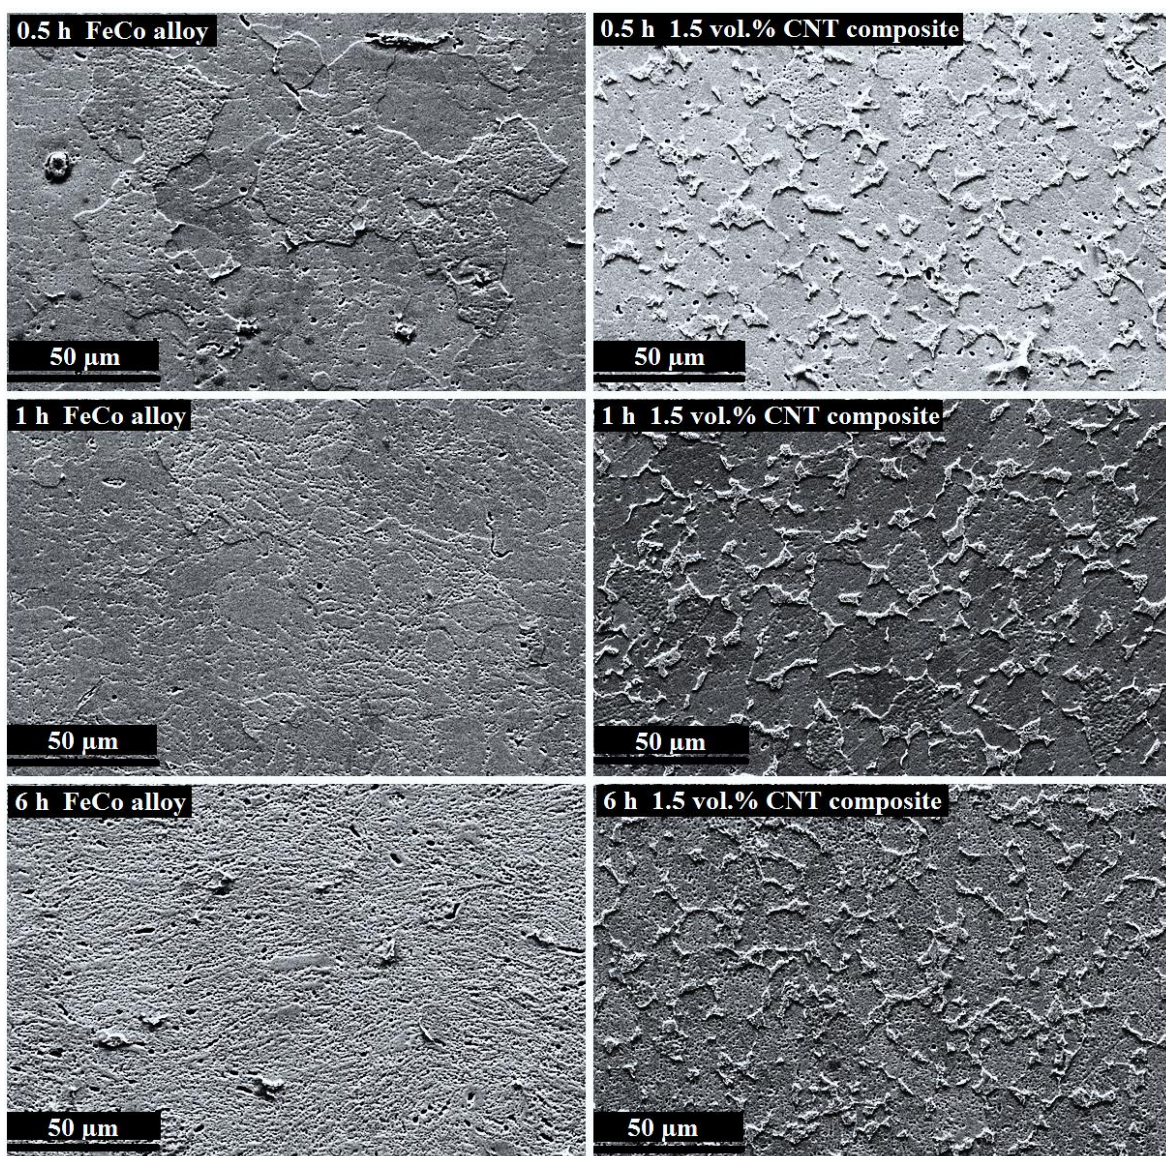 0.5 h FeCo alloy
0.5 h 1.5 vol.% CNT composite
50 µm
50 µm
1 h FeCo alloy
1 h 1.5 vol.% CNT composite
50 µm
50 µm
6 h FeCo alloy
6 h 1.5 vol.% CNT composite
50 µm
50 µm